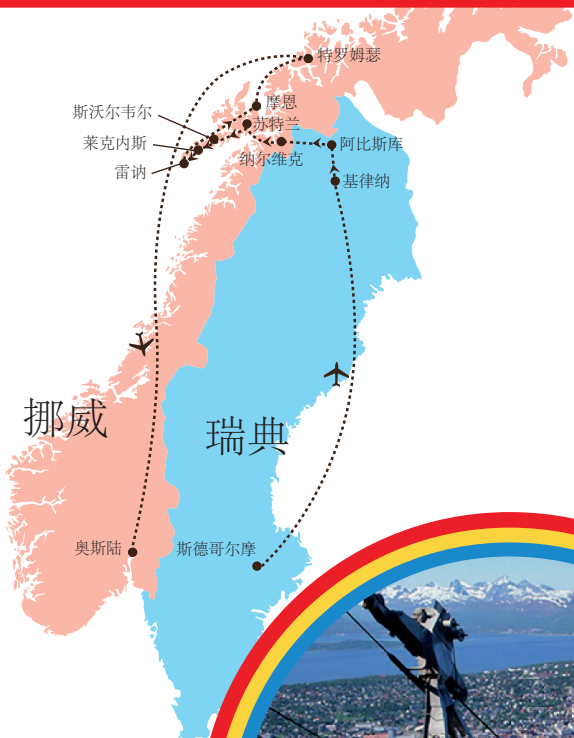 特罗姆瑟
摩恩
斯沃尔韦尔
苏特兰
莱克内斯
阿比斯库
纳尔维克
雷讷
基律纳
挪威
瑞典
奥斯陆
斯德哥尔摩